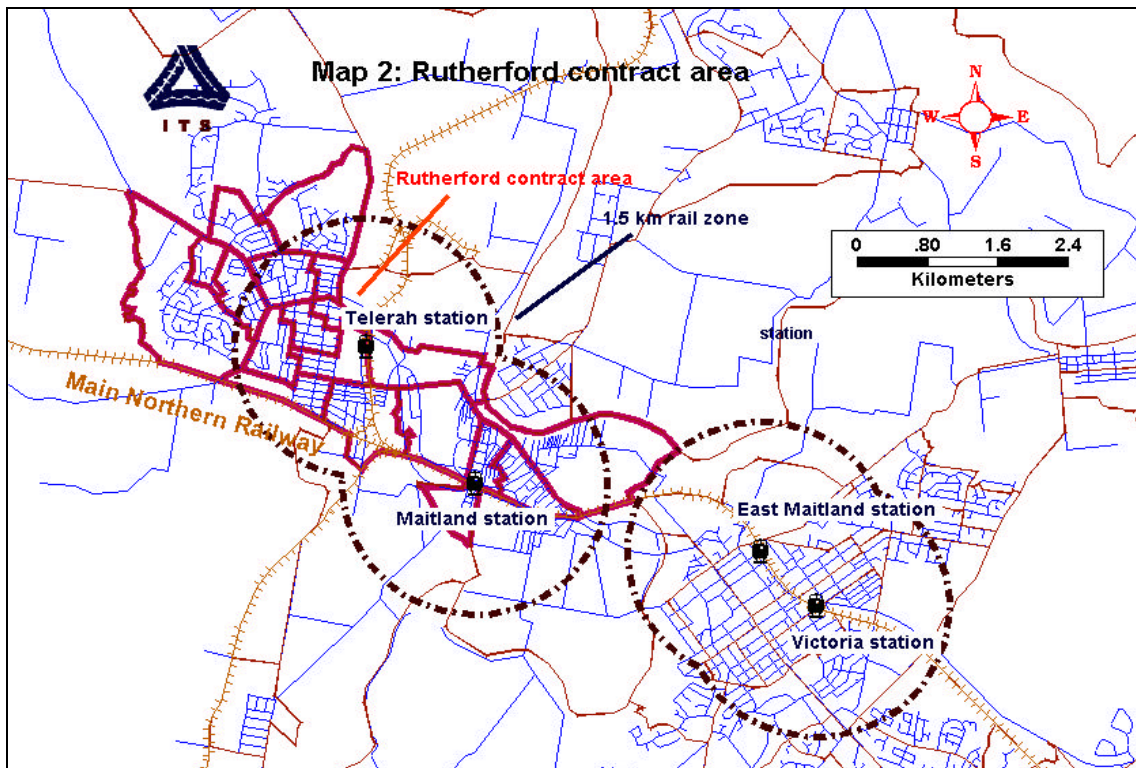 Map 2: Rutherford contract area
I T S
N
W E
S
Rutherford contract area
1.5 km rail zone
0 .80 1.6 2.4
Kilometers
Telerah station
station
Main Northern Railway
Maitland station
East Maitland station
Victoria station